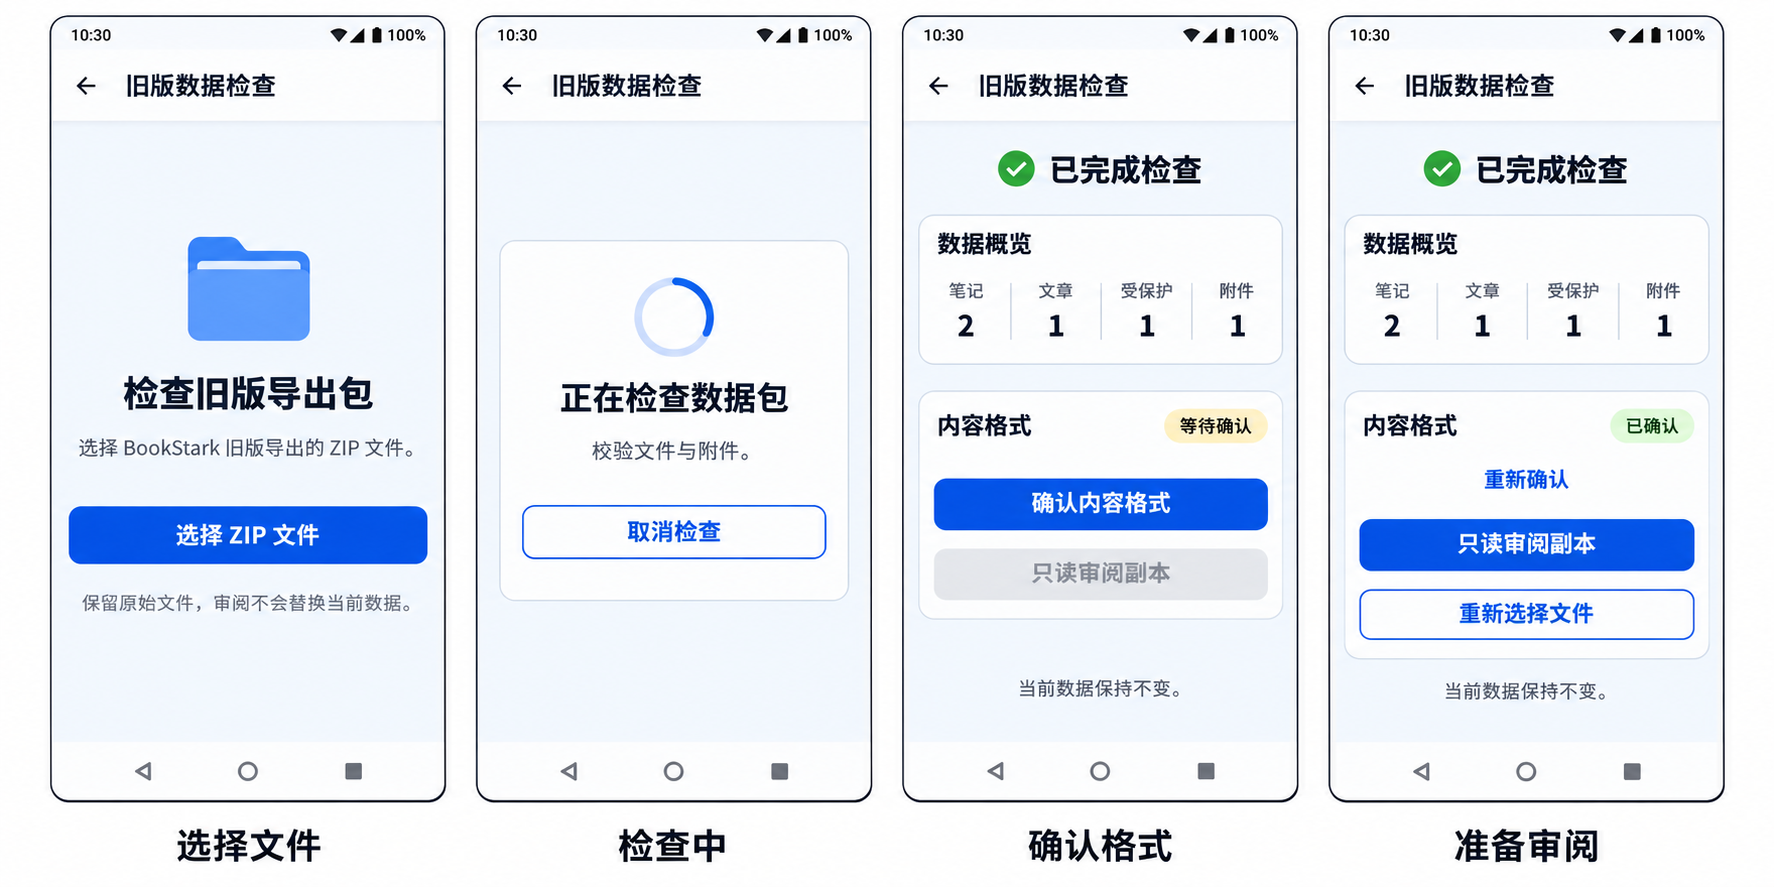 10:30
100%
旧版数据检查
检查旧版导出包
选择 BookStark 旧版导出的 ZIP 文件。
选择 ZIP 文件
保留原始文件，审阅不会替换当前数据。
选择文件
10:30
100%
旧版数据检查
正在检查数据包
校验文件与附件。
取消检查
检查中
10:30
100%
旧版数据检查
已完成检查
数据概览
笔记 文章 受保护 附件
2 1 1 1
内容格式 等待确认
确认内容格式
只读审阅副本
当前数据保持不变。
确认格式
10:30
100%
旧版数据检查
已完成检查
数据概览
笔记 文章 受保护 附件
2 1 1 1
内容格式 已确认
重新确认
只读审阅副本
重新选择文件
当前数据保持不变。
准备审阅